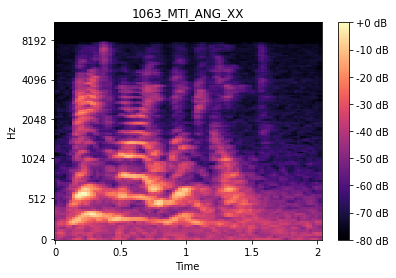 1063_MTI_ANG_XX
8192
4096
2048
1024
512
0
Hz
0
0.5
1
1.5
2
Time
+0 dB
-10 dB
-20 dB
-30 dB
-40 dB
-50 dB
-60 dB
-70 dB
-80 dB